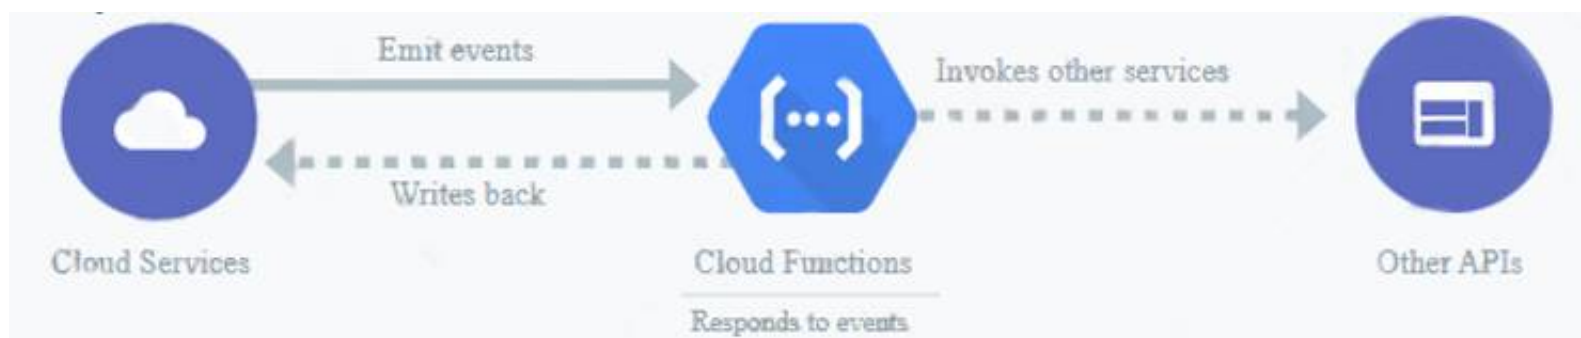 Emit events
Invokes other services
Writes back
Cloud Services
Cloud Functions
Other APIs
Responds to events